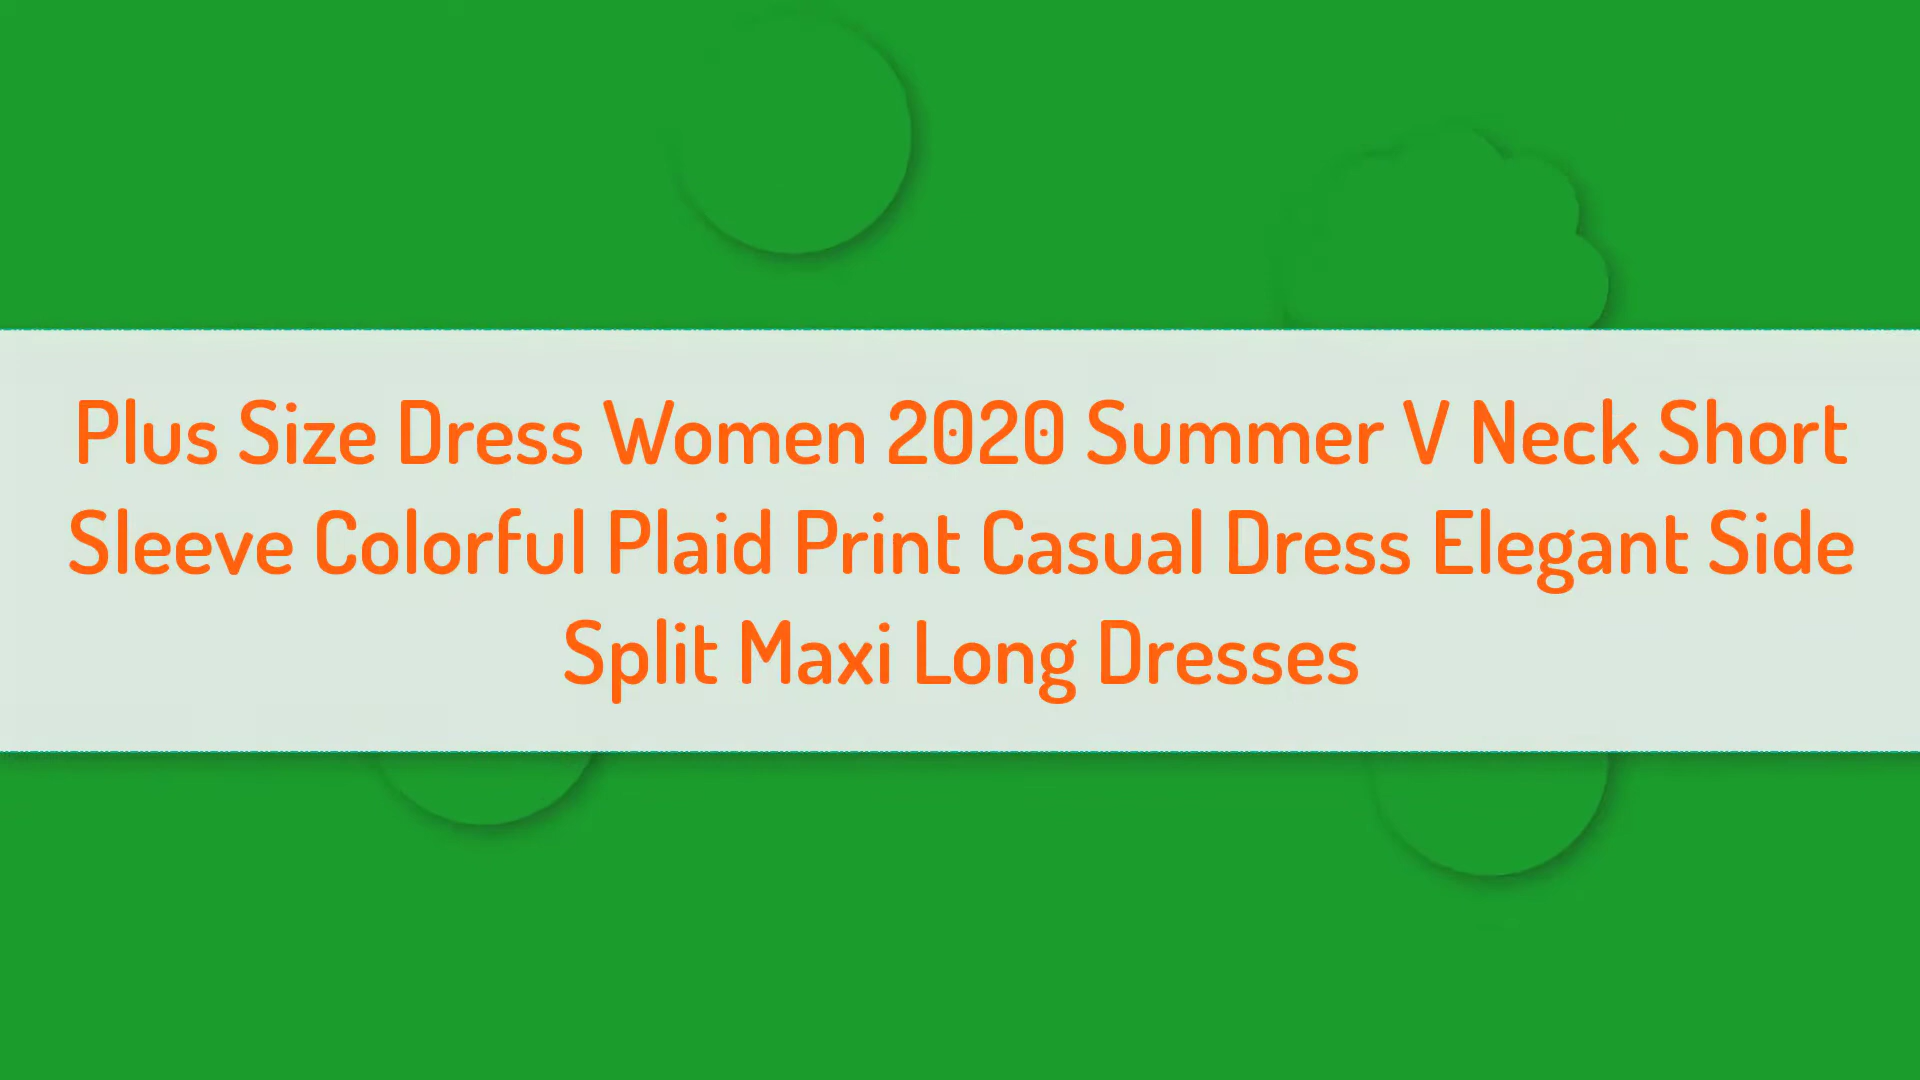 Plus Size Dress Women 2020 Summer V Neck Short
Sleeve Colorful Plaid Print Casual Dress Elegant Side
Split Maxi Long Dresses